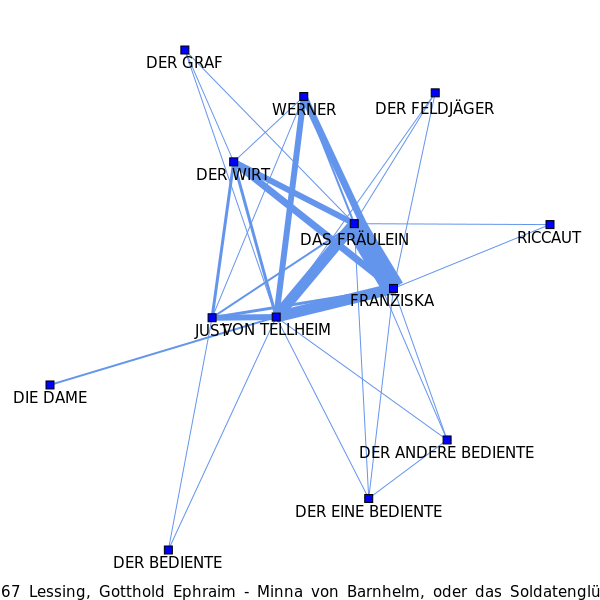 DER GRAF
WERNER
DER FELDJÄGER
DER WIRT
DAS FRÄULEIN
RICCAUT
FRANZISKA
JUST
VON TELLHEIM
DIE DAME
DER ANDERE BEDIENTE
DER EINE BEDIENTE
DER BEDIENTE
67 Lessing, Gotthold Ephraim - Minna von Barnhelm, oder das Soldatenglü